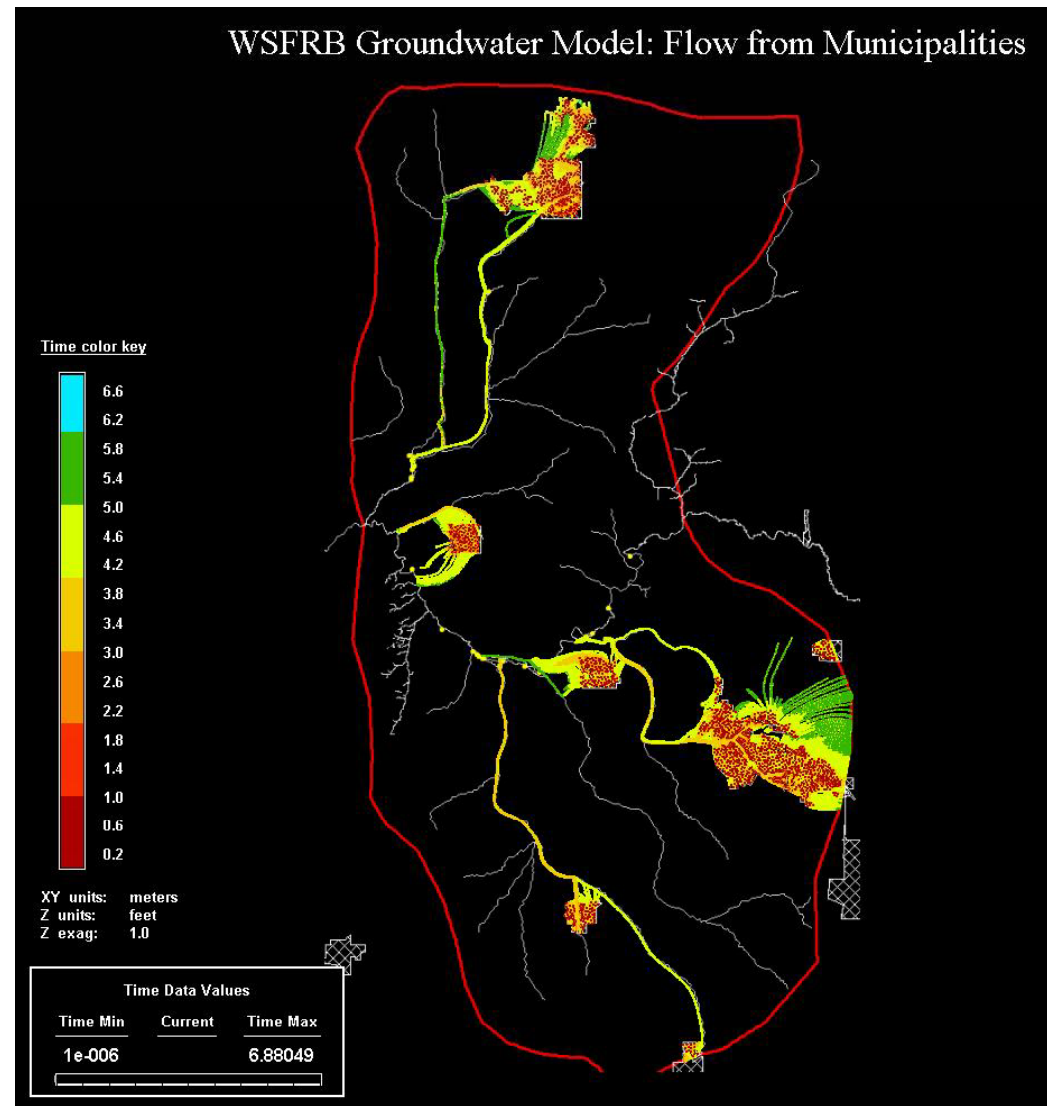 WSFRB Groundwater Model: Flow from Municipalities
Time color key
6.6
6.2
5.8
5.4
5.0
4.6
4.2
3.8
3.4
3.0
2.6
2.2
1.8
1.4
1.0
0.6
0.2
XY units: meters
Z units: feet
Z exag: 1.0
Time Data Values
Time Min Current Time Max
1e-006 6.88049